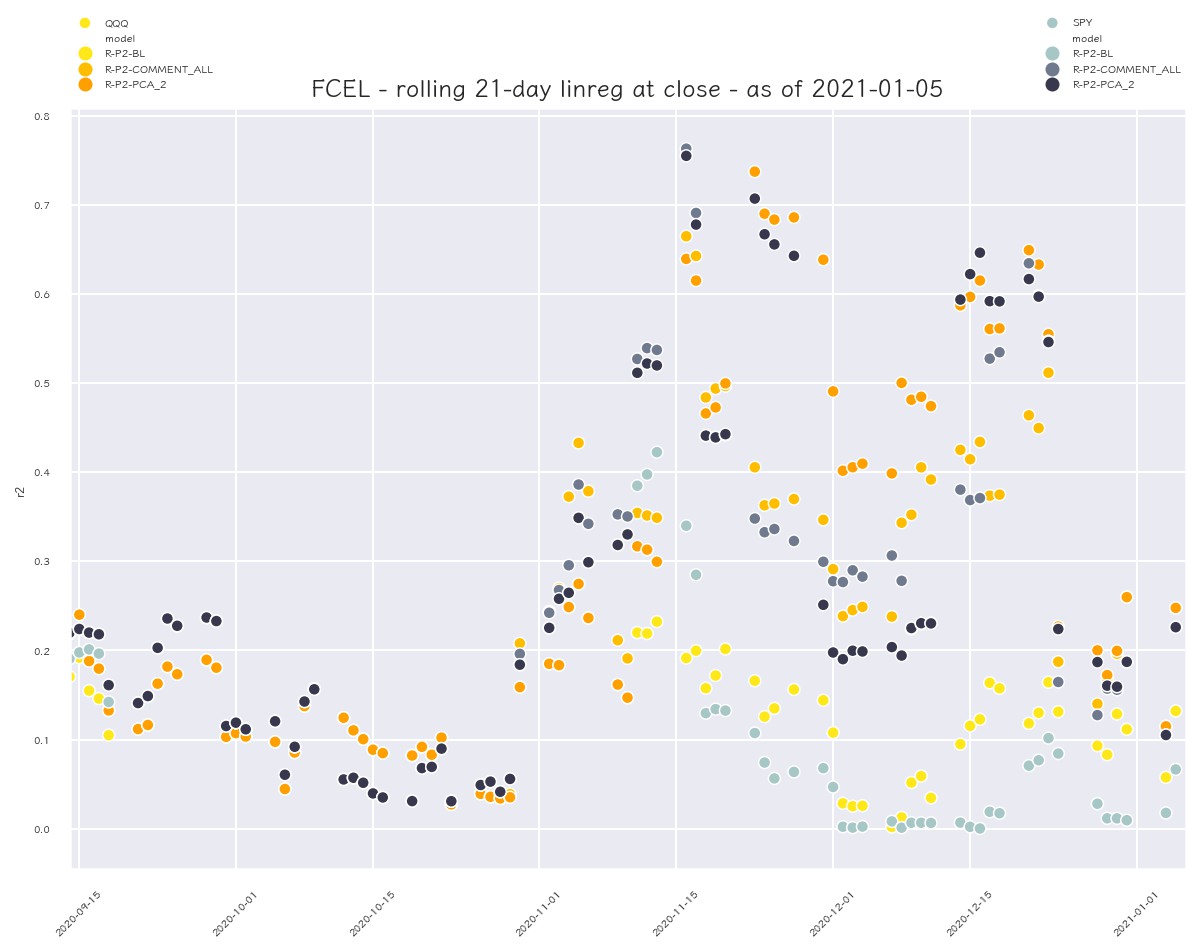 QQQ
model
R-P2-BL
R-P2-COMMENT_ALL
R-P2-PCA_2
SPY
model
R-P2-BL
R-P2-COMMENT_ALL
R-P2-PCA_2
FCEL - rolling 21-day linreg at close - as of 2021-01-05
0.8
0.7
0.6
0.5
0.4
0.3
0.2
0.1
0.0
r2
2020-09-15
2020-10-01
2020-10-15
2020-11-01
2020-11-15
2020-12-01
2020-12-15
2021-01-01